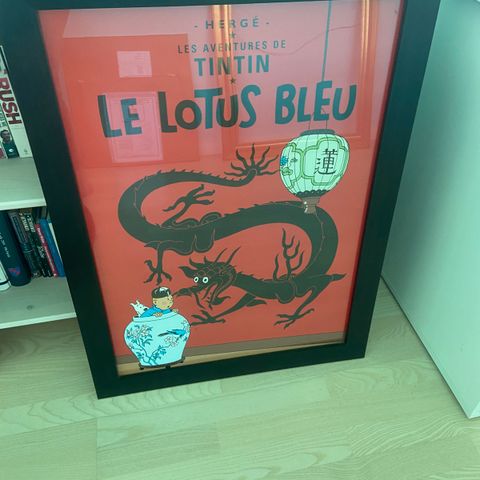 - HERGÉ -
LES AVENTURES DE
TINTIN
LE LOTUS BLEU
蓮
RUSH